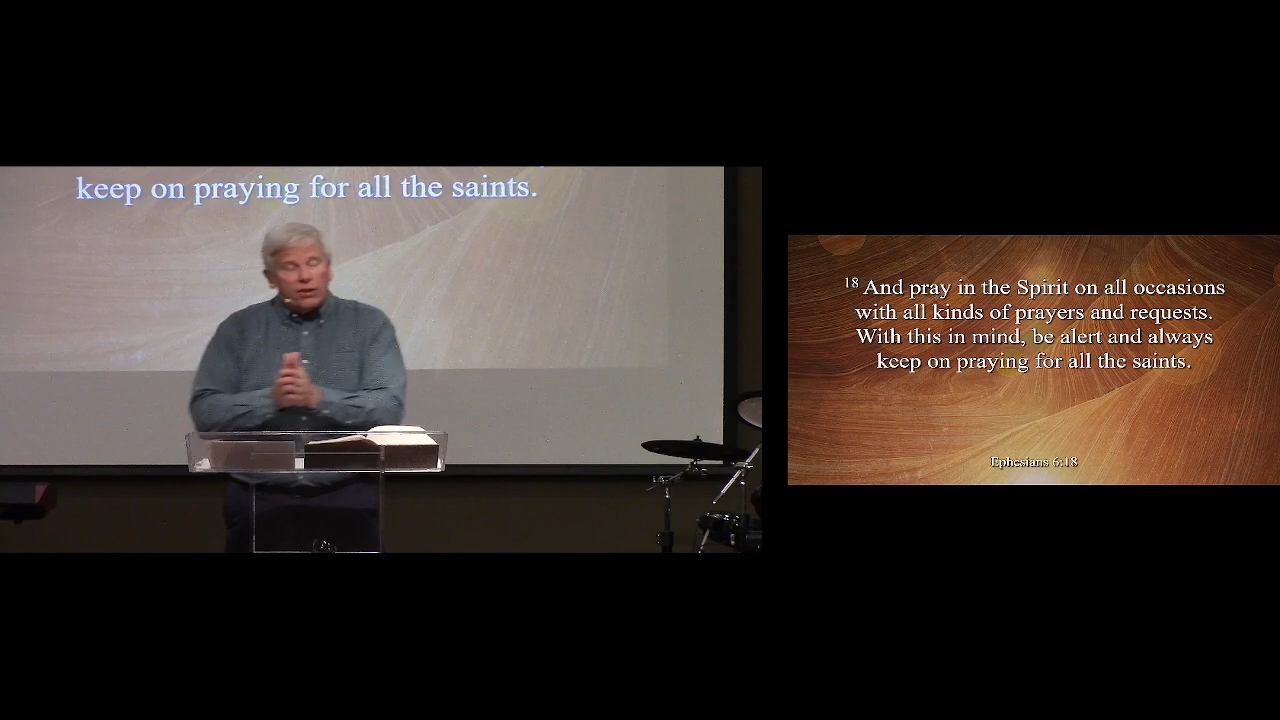 keep on praying for all the saints.
18 And pray in the Spirit on all occasions
with all kinds of prayers and requests.
With this in mind, be alert and always
keep on praying for all the saints.
Ephesians 6:18